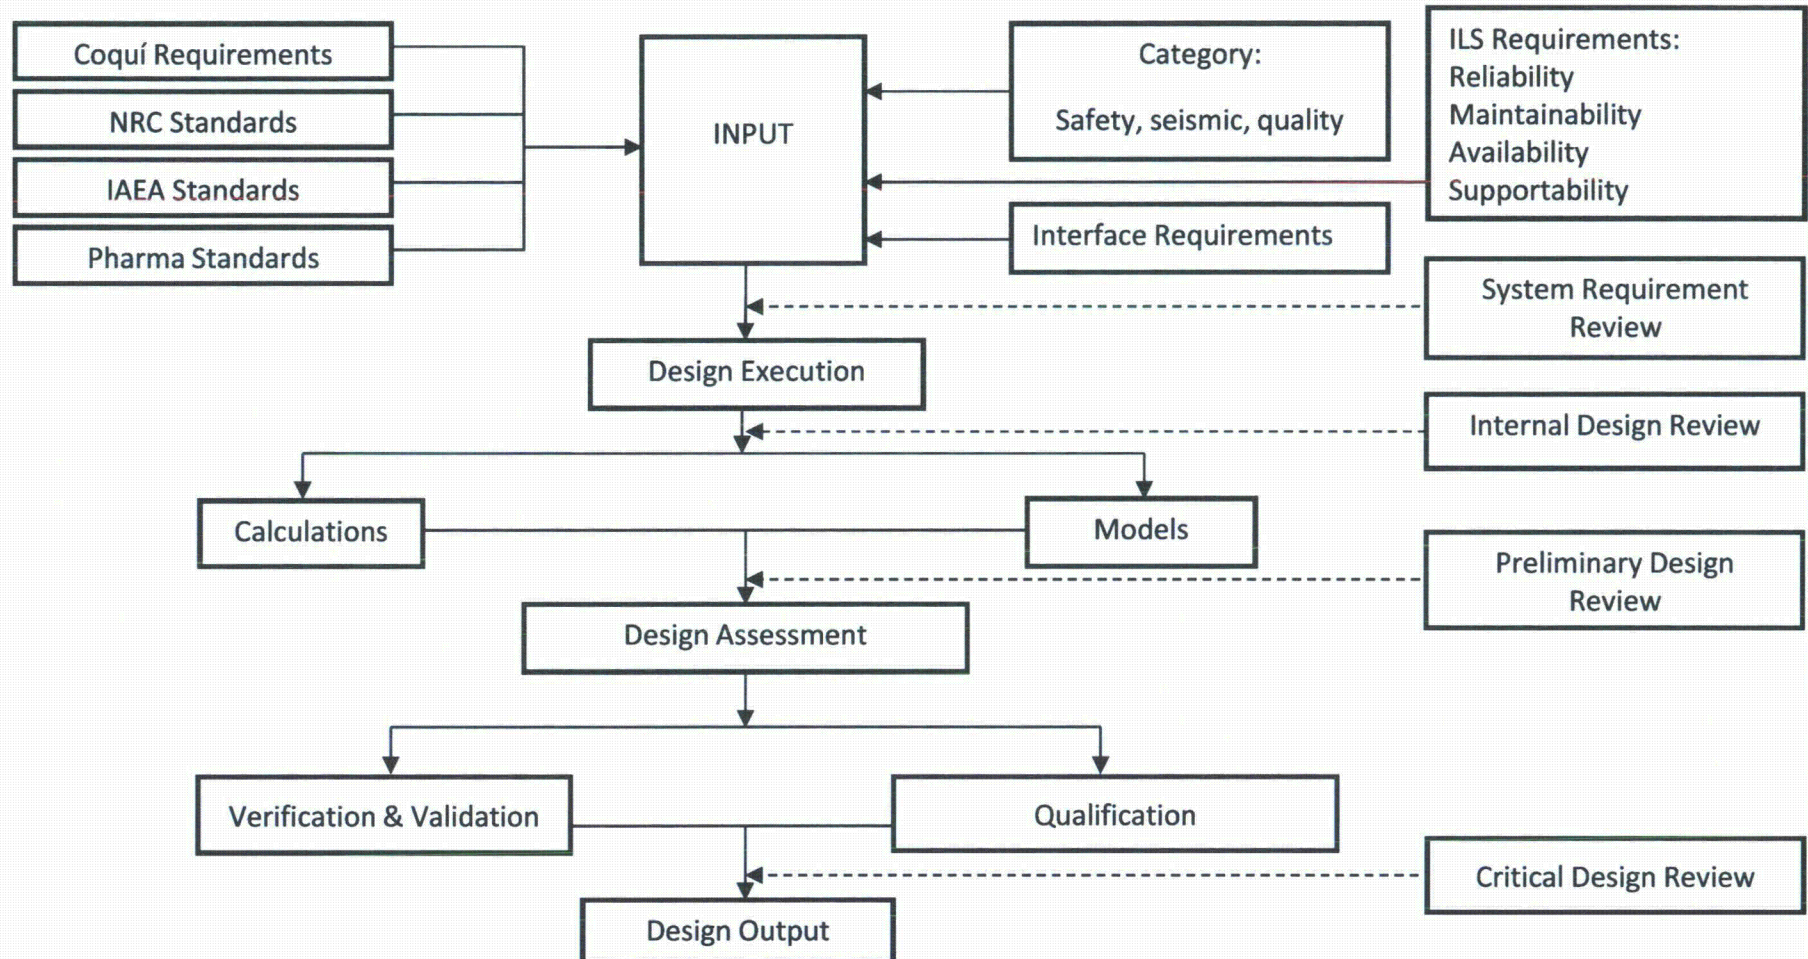 Coquí Requirements
NRC Standards
IAEA Standards
Pharma Standards
INPUT
Category:
Safety, seismic, quality
Interface Requirements
ILS Requirements:
Reliability
Maintainability
Availability
Supportability
System Requirement
Review
Design Execution
Internal Design Review
Calculations
Models
Preliminary Design
Review
Design Assessment
Verification & Validation
Qualification
Critical Design Review
Design Output